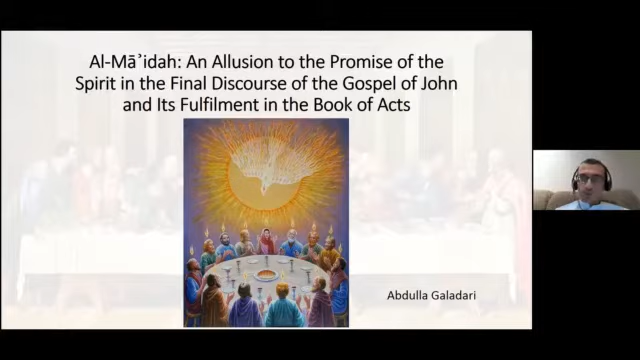 Al-Māʾidah: An Allusion to the Promise of the
Spirit in the Final Discourse of the Gospel of John
and Its Fulfilment in the Book of Acts
Abdulla Galadari